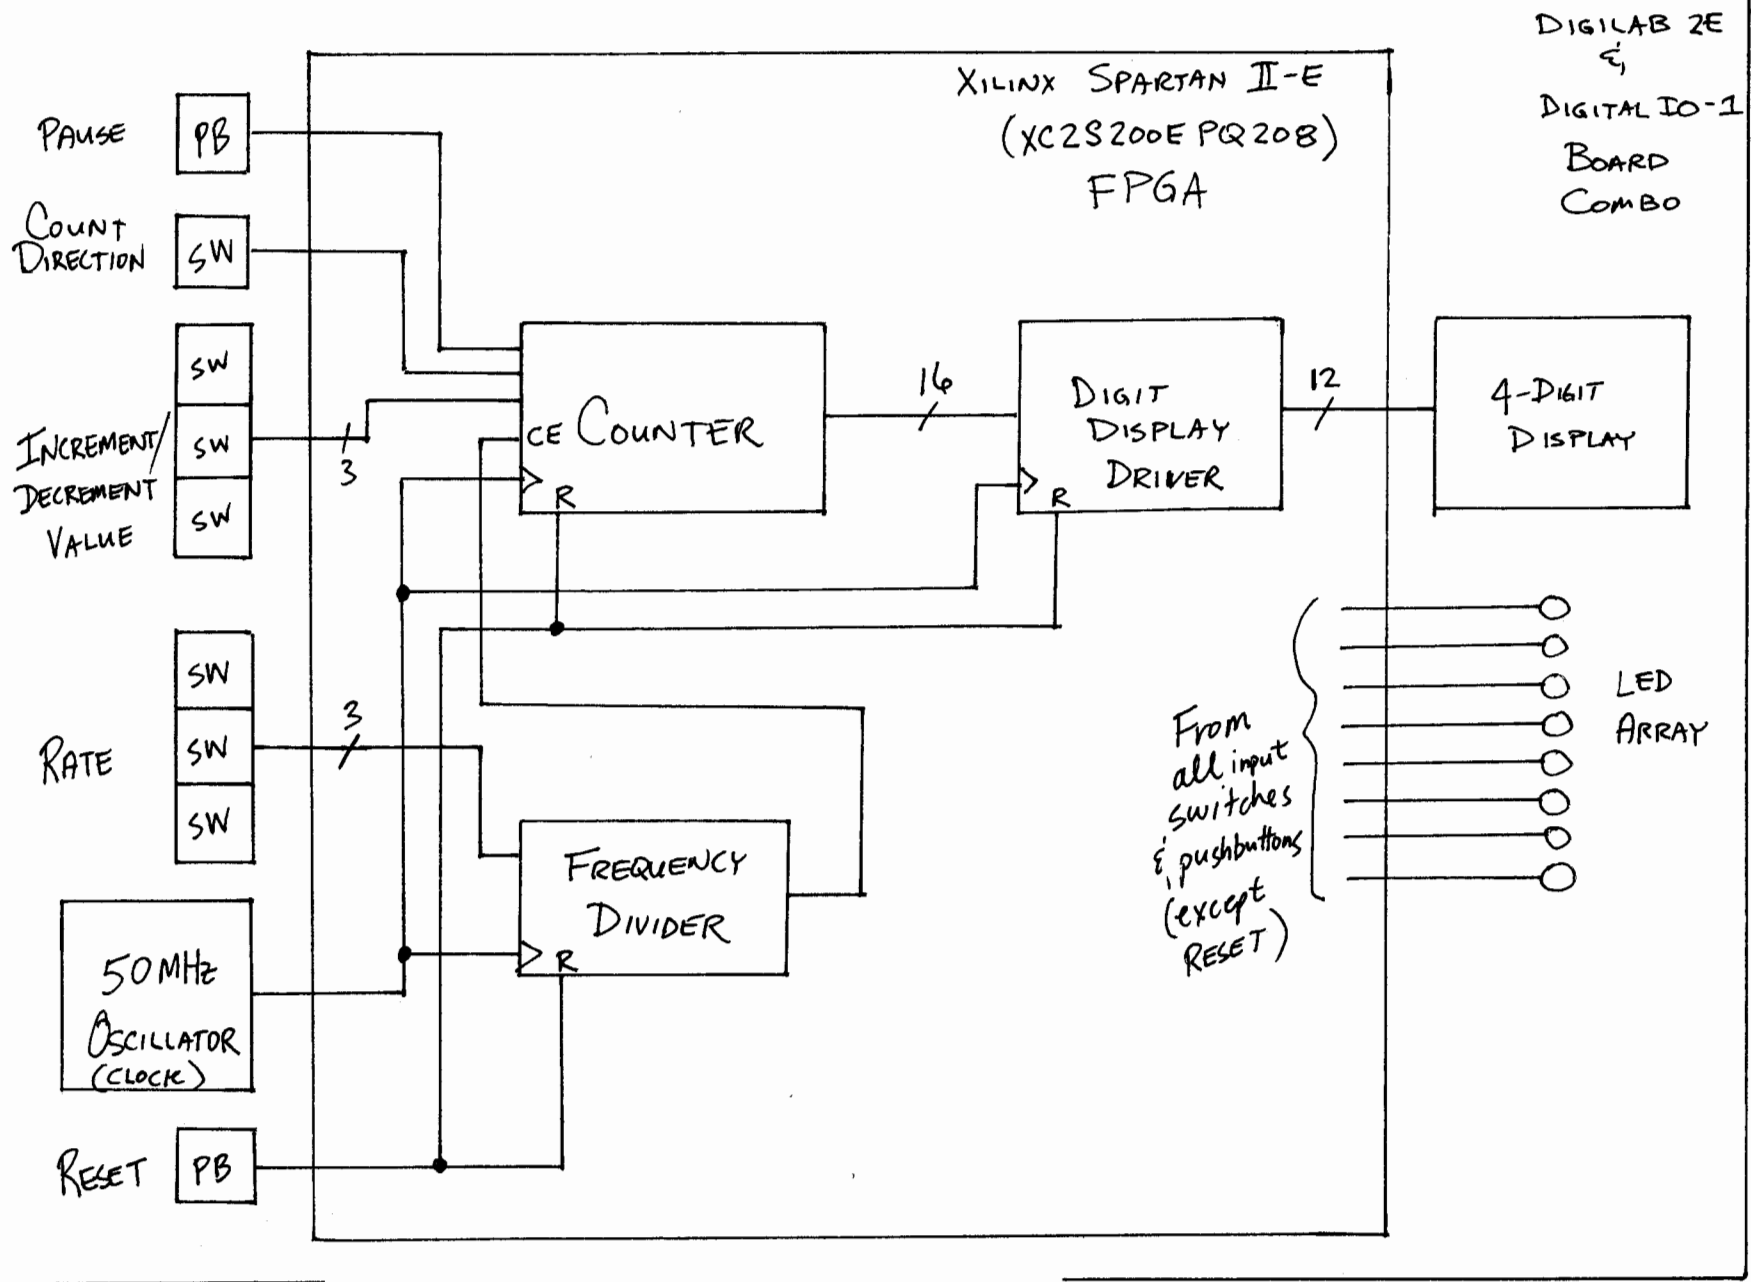 DIGILAB 2E
&
DIGITAL IO-1
BOARD
COMBO
XILINX SPARTAN II-E
(XC2S200E PQ208)
FPGA
PAUSE
PB
COUNT
DIRECTION
SW
SW
SW
SW
INCREMENT/
DECREMENT
VALUE
3
CE COUNTER
R
16
DIGIT
DISPLAY
DRIVER
R
12
4-DIGIT
DISPLAY
RATE
SW
SW
SW
3
FREQUENCY
DIVIDER
R
50MHz
OSCILLATOR
(CLOCK)
RESET
PB
From
all input
switches
& pushbuttons
(except
RESET)
LED
ARRAY